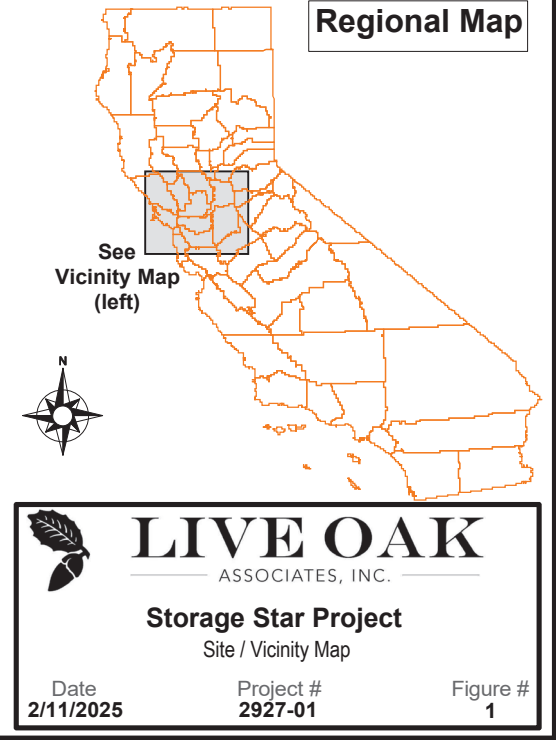 Regional Map
See
Vicinity Map
(left)
N
LIVE OAK
ASSOCIATES, INC.
Storage Star Project
Site / Vicinity Map
Date Project # Figure #
2/11/2025 2927-01 1